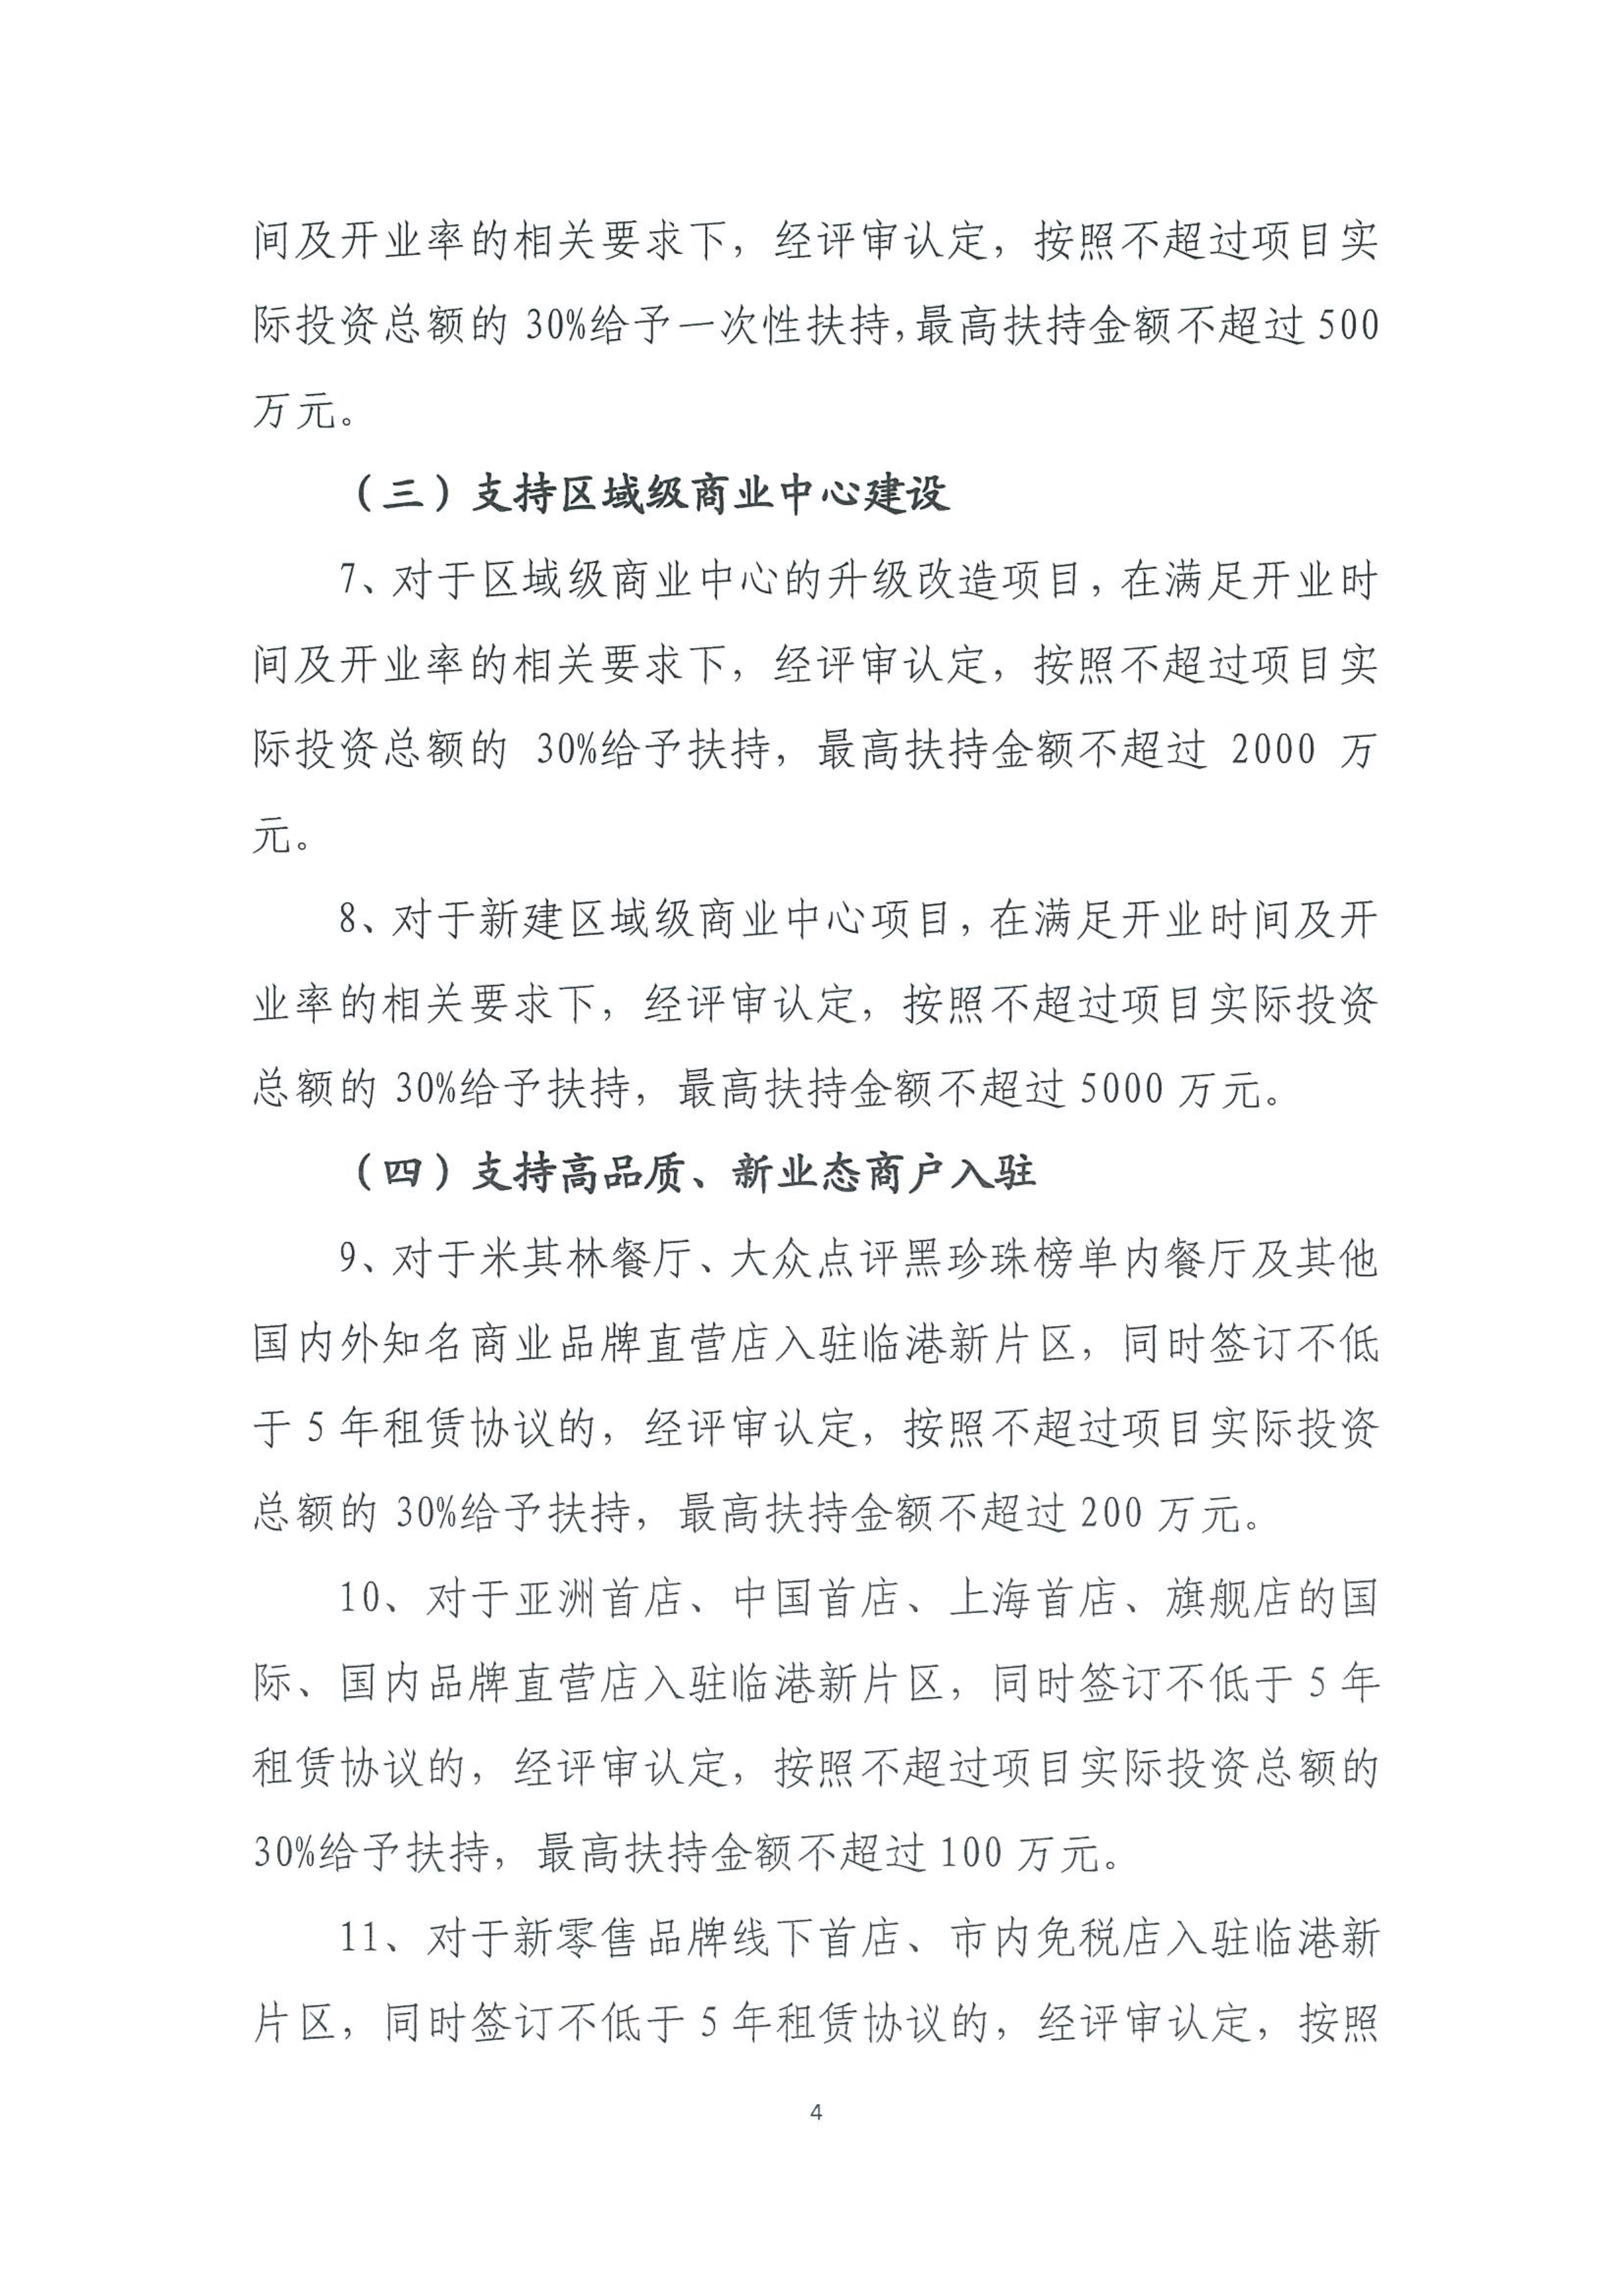 间及开业率的相关要求下，经评审认定，按照不超过项目实
际投资总额的 30%给予一次性扶持,最高扶持金额不超过 500
万元。
（三）支持区域级商业中心建设
7、对于区域级商业中心的升级改造项目，在满足开业时
间及开业率的相关要求下，经评审认定，按照不超过项目实
际投资总额的 30%给予扶持，最高扶持金额不超过 2000 万
元。
8、对于新建区域级商业中心项目，在满足开业时间及开
业率的相关要求下，经评审认定，按照不超过项目实际投资
总额的 30%给予扶持，最高扶持金额不超过 5000 万元。
（四）支持高品质、新业态商户入驻
9、对于米其林餐厅、大众点评黑珍珠榜单内餐厅及其他
国内外知名商业品牌直营店入驻临港新片区，同时签订不低
于 5 年租赁协议的，经评审认定，按照不超过项目实际投资
总额的 30%给予扶持，最高扶持金额不超过 200 万元。
10、对于亚洲首店、中国首店、上海首店、旗舰店的国
际、国内品牌直营店入驻临港新片区，同时签订不低于 5 年
租赁协议的，经评审认定，按照不超过项目实际投资总额的
30%给予扶持，最高扶持金额不超过 100 万元。
11、对于新零售品牌线下首店、市内免税店入驻临港新
片区，同时签订不低于 5 年租赁协议的，经评审认定，按照
4